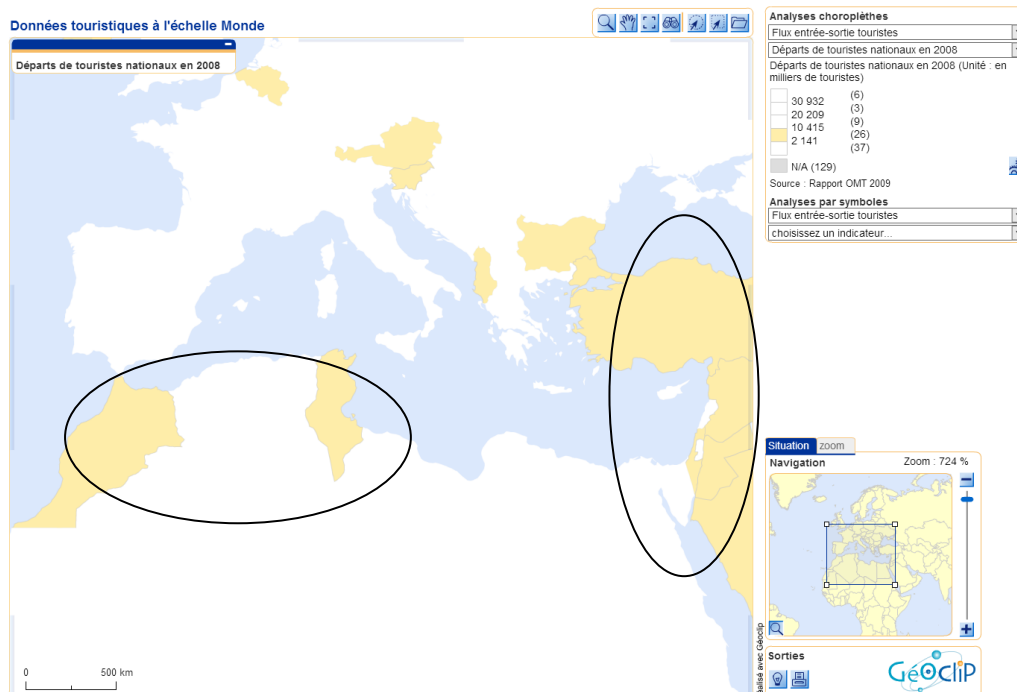 Données touristiques à l'échelle Monde
Départs de touristes nationaux en 2008
0 500 km
Analyses choroplèthes
Flux entrée-sortie touristes
Départs de touristes nationaux en 2008
Départs de touristes nationaux en 2008 (Unité : en
milliers de touristes)
(6)
30 932
(3)
20 209
(9)
10 415
(26)
2 141
(37)
N/A (129)
Source : Rapport OMT 2009
Analyses par symboles
Flux entrée-sortie touristes
choisissez un indicateur...
Situation zoom
Navigation Zoom : 724 %
Sorties
GéOcliP
alisé avec Géoclip